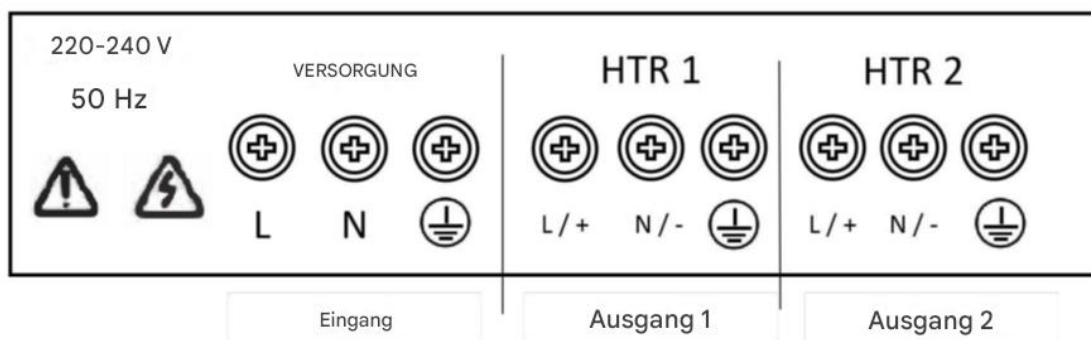 220-240 V
50 Hz
VERSORGUNG
L N
HTR 1
L / + N / -
HTR 2
L / + N / -
Eingang
Ausgang 1
Ausgang 2